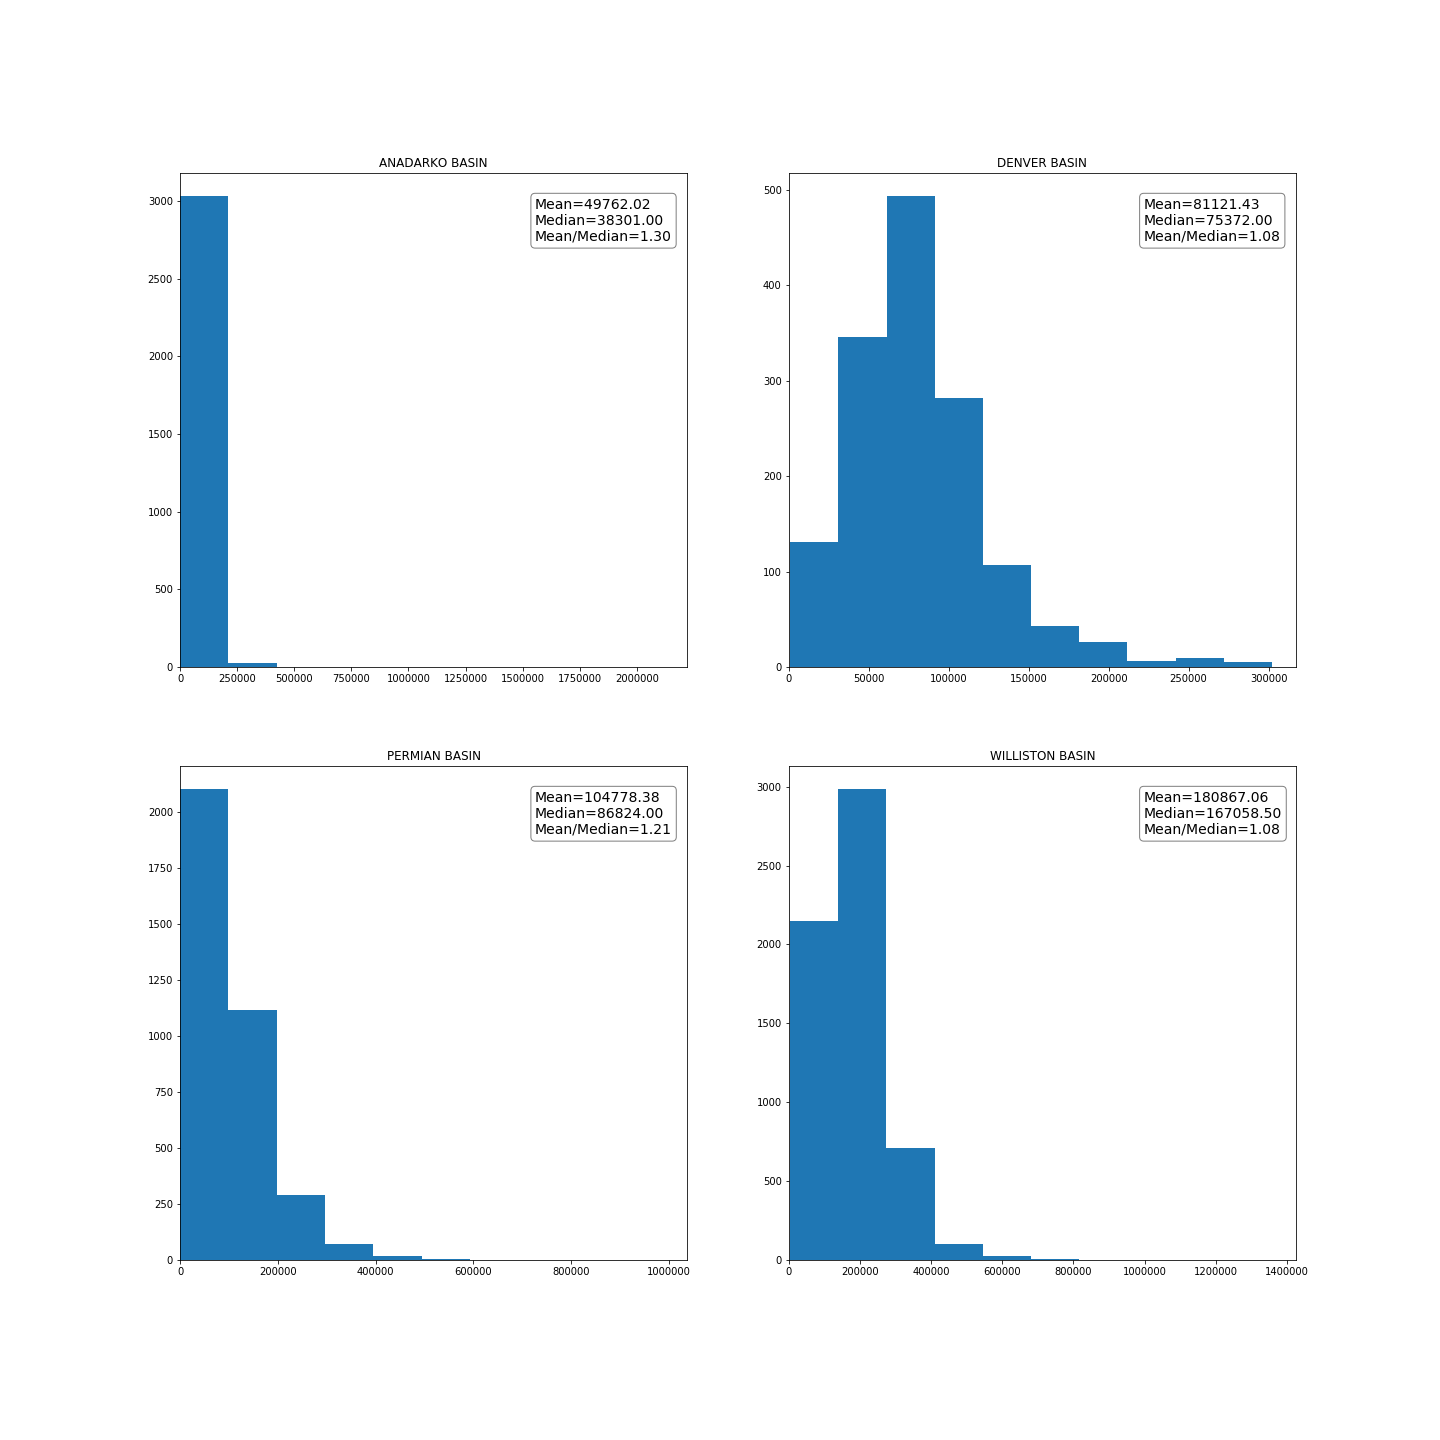 ANADARKO BASIN
Mean=49762.02
Median=38301.00
Mean/Median=1.30
3000
2500
2000
1500
1000
500
0
0 250000 500000 750000 1000000 1250000 1500000 1750000 2000000
DENVER BASIN
Mean=81121.43
Median=75372.00
Mean/Median=1.08
500
400
300
200
100
0
0 50000 100000 150000 200000 250000 300000
PERMIAN BASIN
Mean=104778.38
Median=86824.00
Mean/Median=1.21
2000
1750
1500
1250
1000
750
500
250
0
0 200000 400000 600000 800000 1000000
WILLISTON BASIN
Mean=180867.06
Median=167058.50
Mean/Median=1.08
3000
2500
2000
1500
1000
500
0
0 200000 400000 600000 800000 1000000 1200000 1400000